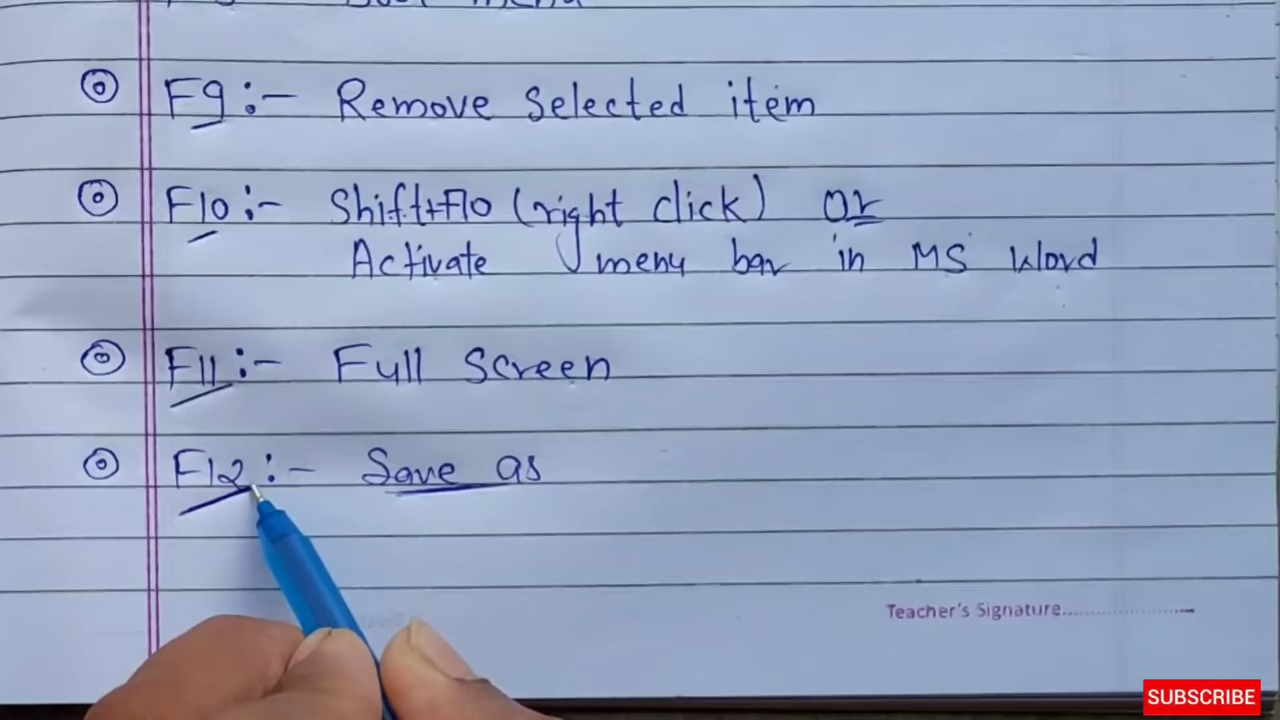 F9:- Remove selected item
F10:- Shift+F10 (right click) or
Activate menu bar in MS Word
F11:- Full Screen
F12:- Save as
Teacher's Signature........................
SUBSCRIBE